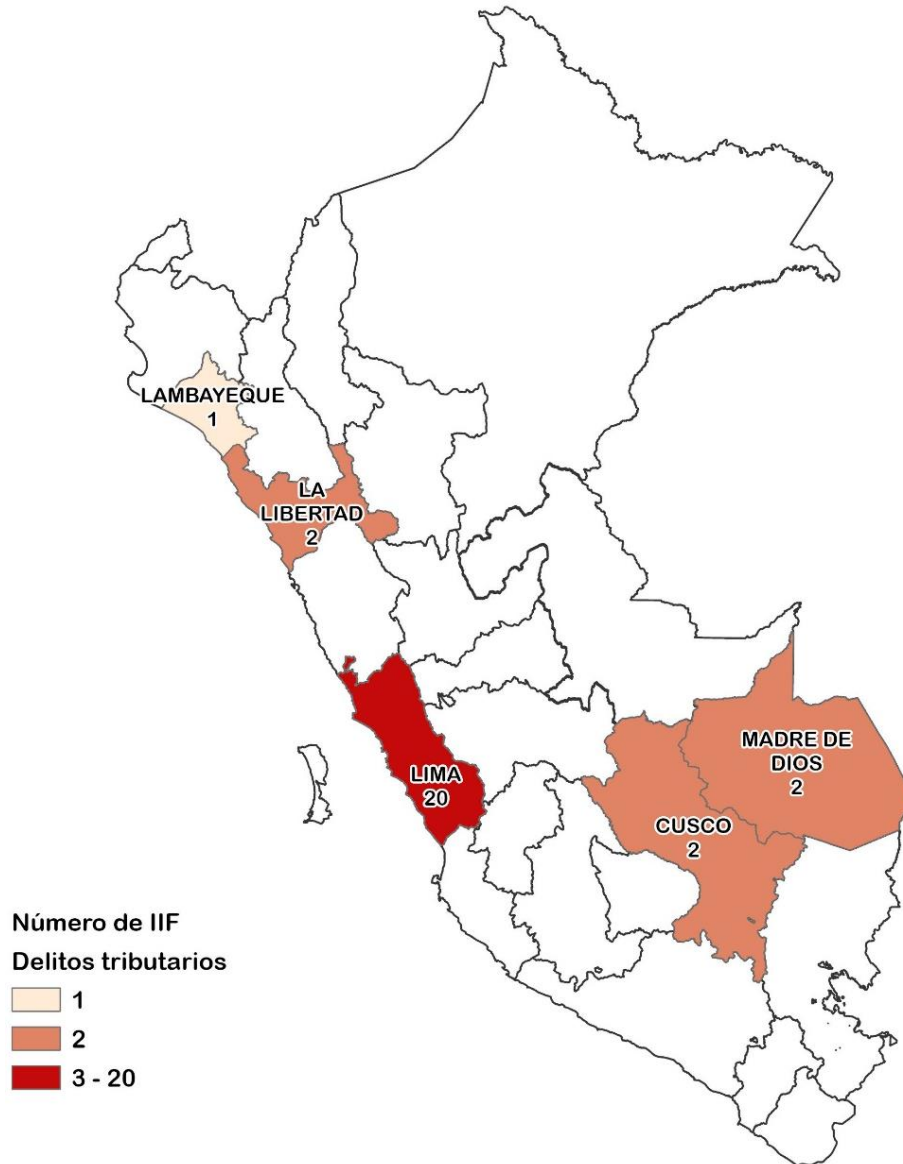 LAMBAYEQUE
1
LA
LIBERTAD
2
LIMA
20
MADRE DE
DIOS
2
CUSCO
2
Número de IIF
Delitos tributarios
1
2
3 - 20